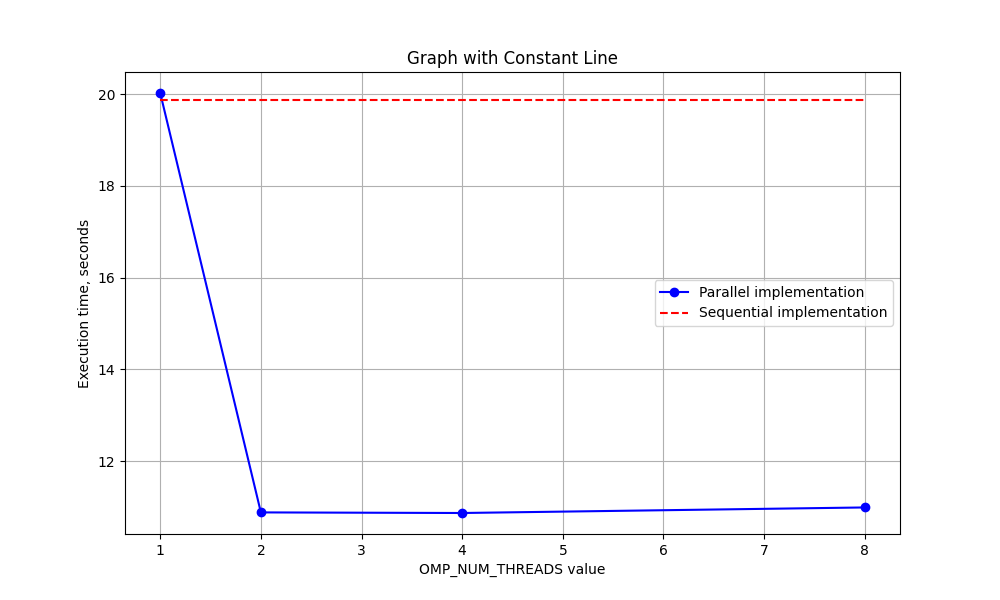 Graph with Constant Line
20
18
16
14
12
Execution time, seconds
Parallel implementation
Sequential implementation
1 2 3 4 5 6 7 8
OMP_NUM_THREADS value